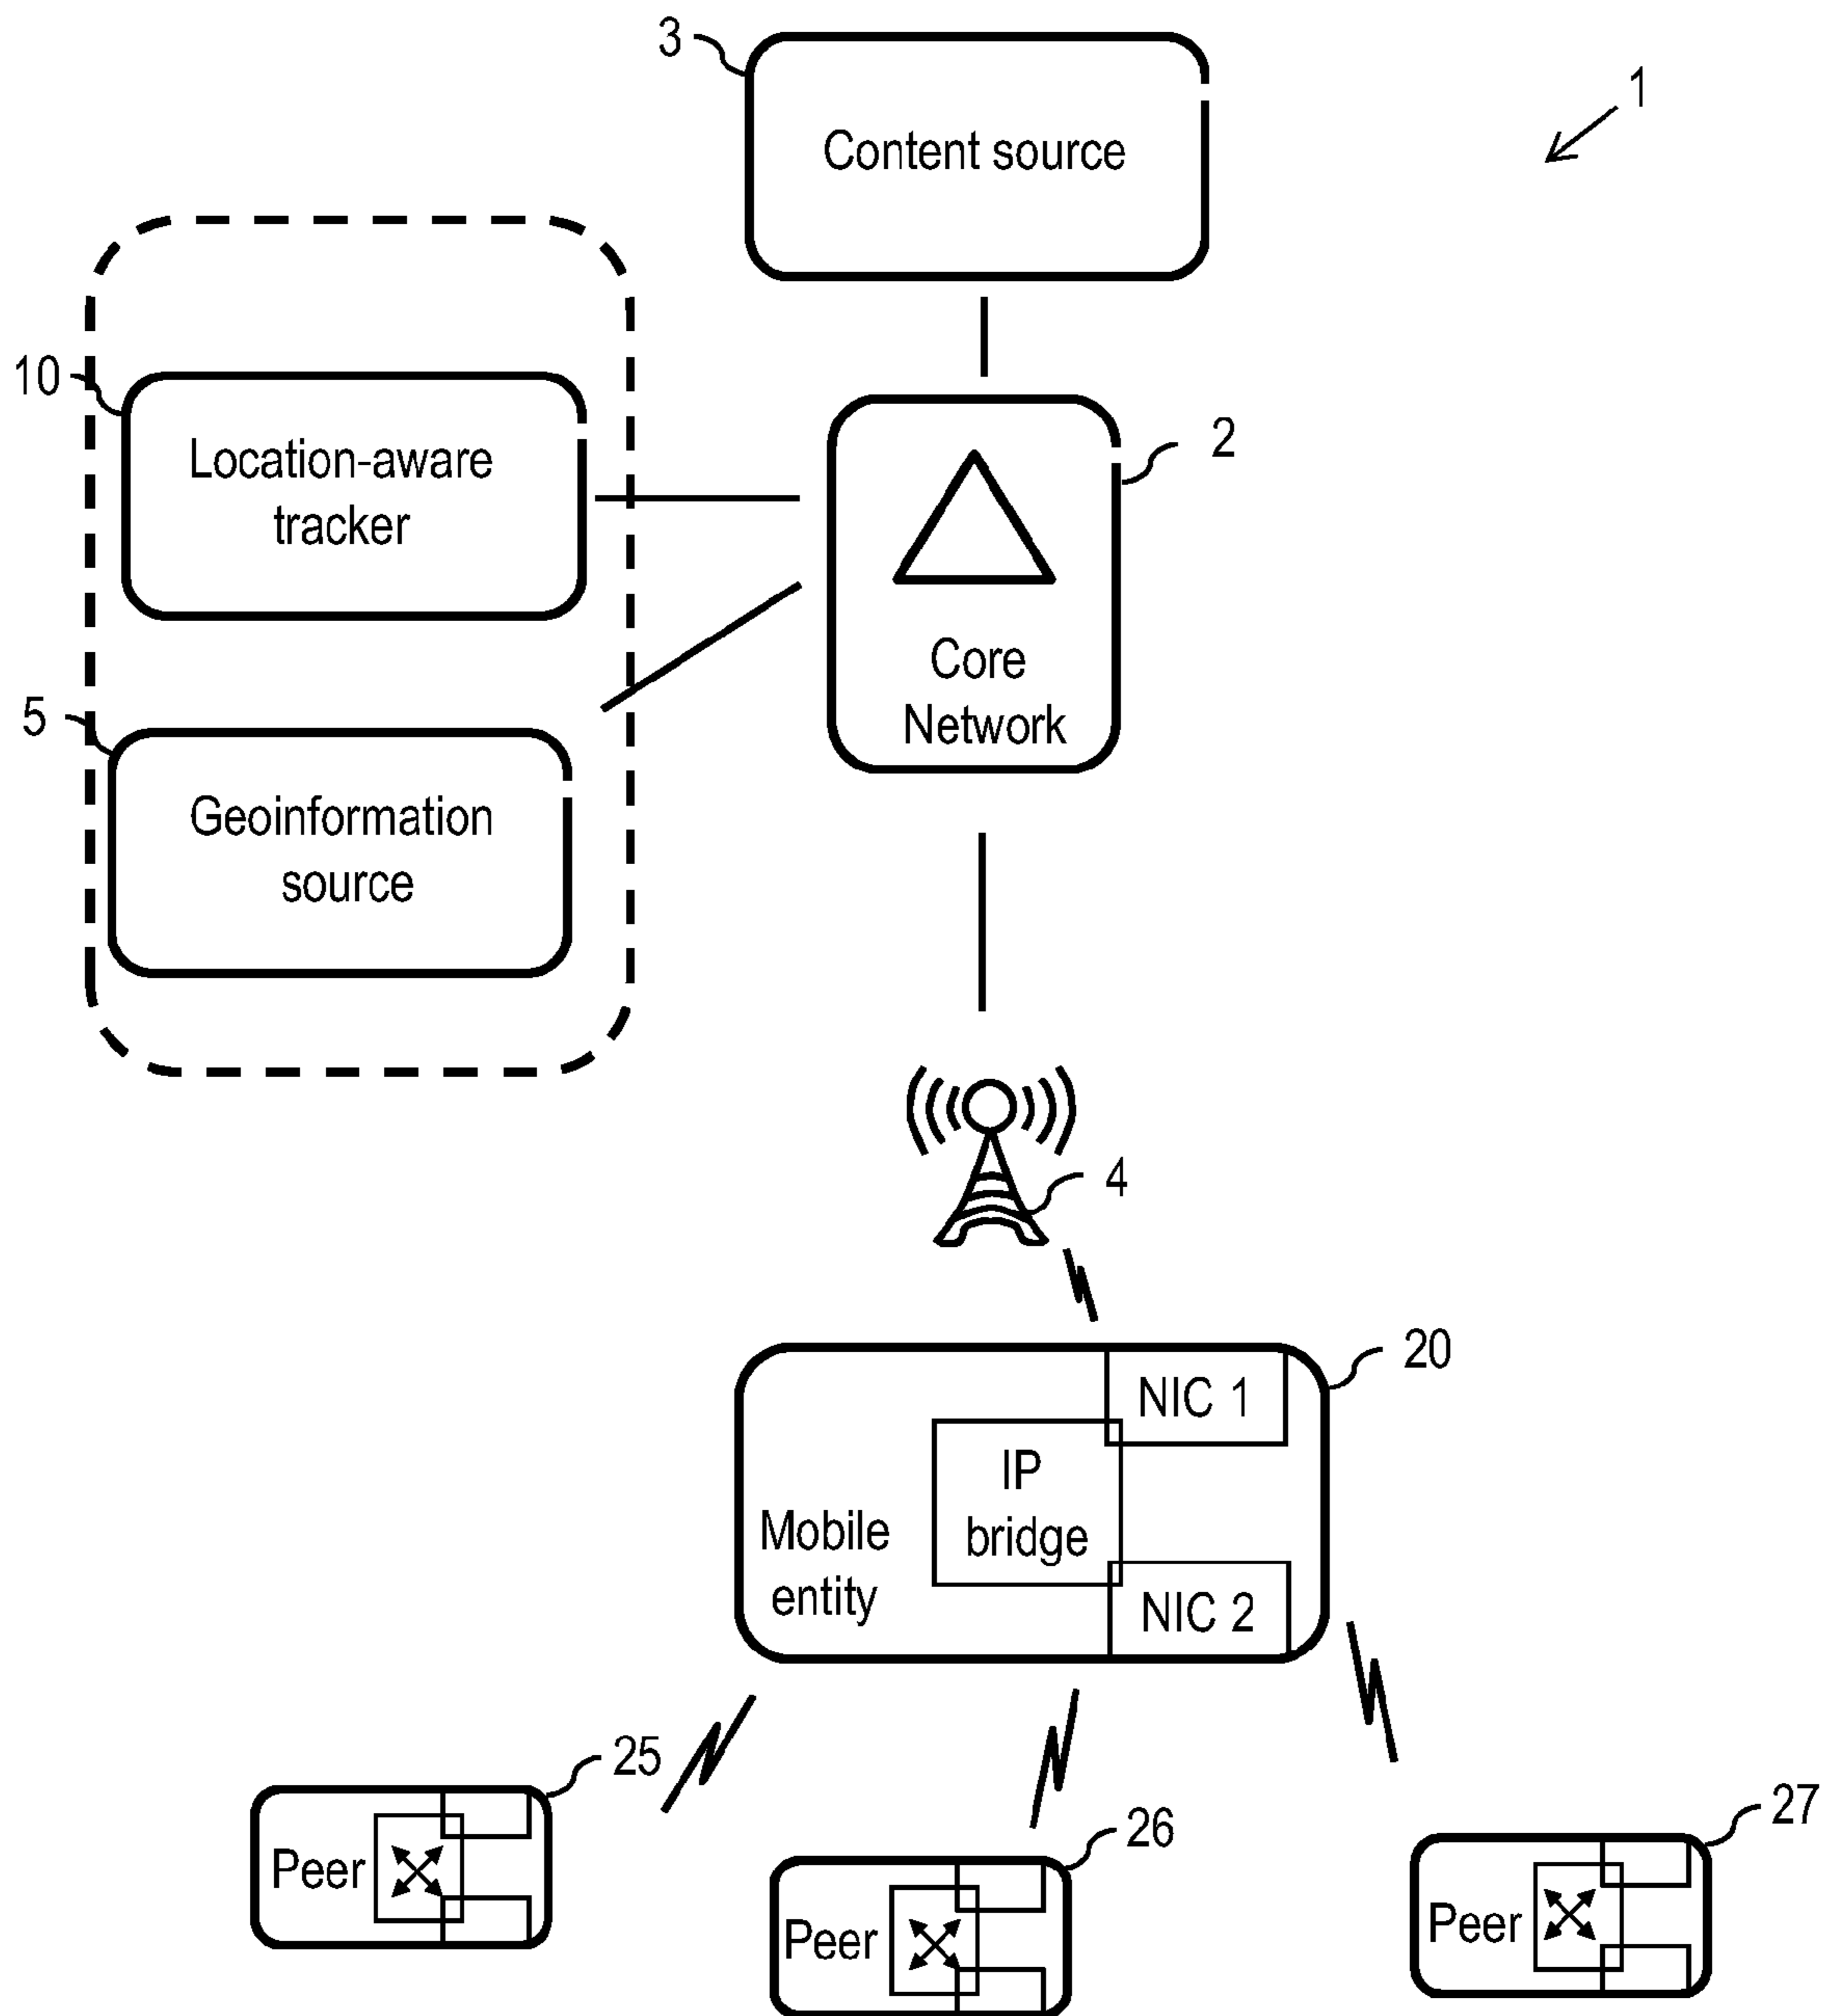 3
Content source
1
10
Location-aware
tracker
2
Core
Network
5
Geoinformation
source
4
20
NIC 1
IP
bridge
Mobile
entity
NIC 2
25
Peer
26
Peer
27
Peer